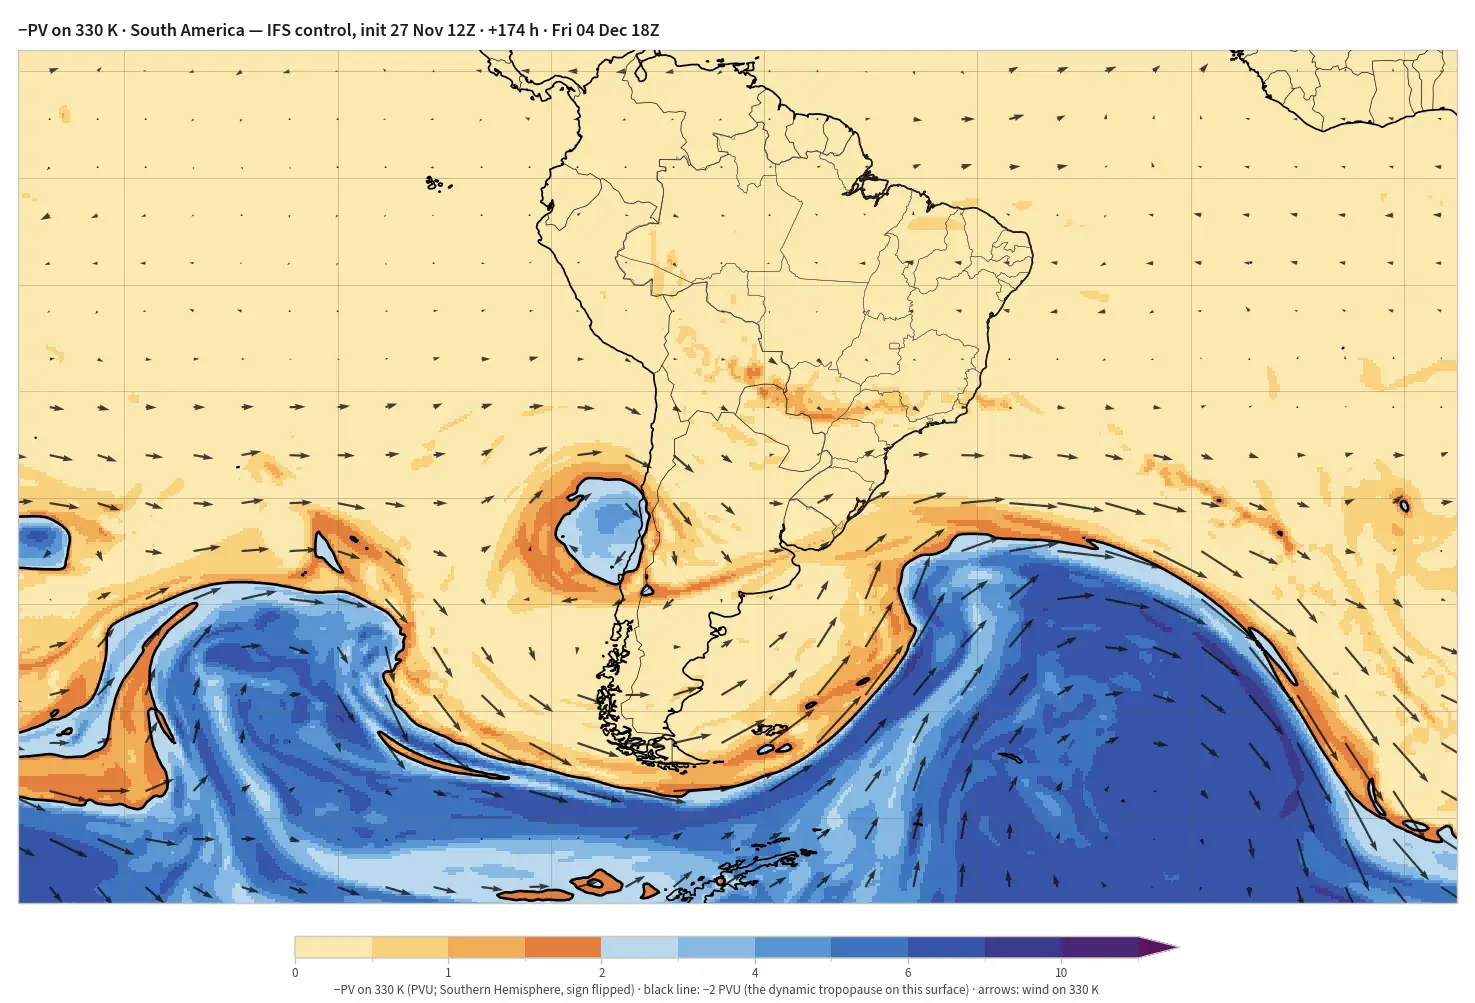 −PV on 330 K · South America — IFS control, init 27 Nov 12Z · +174 h · Fri 04 Dec 18Z
0 1 2 4 6 10
−PV on 330 K (PVU; Southern Hemisphere, sign flipped) · black line: −2 PVU (the dynamic tropopause on this surface) · arrows: wind on 330 K